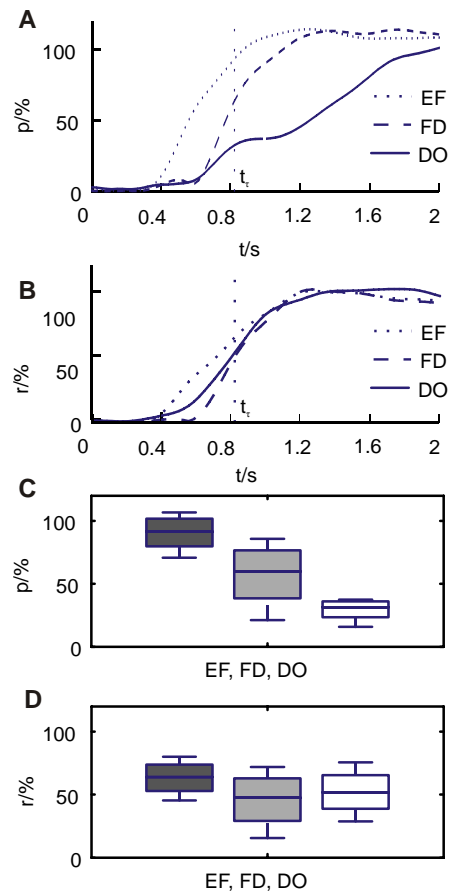 A
p/%
100
50
0
EF
FD
DO
tτ
0 0.4 0.8 1.2 1.6 2
t/s
B
r/%
100
50
0
EF
FD
DO
tτ
0 0.4 0.8 1.2 1.6 2
t/s
C
p/%
100
50
0
EF, FD, DO
D
r/%
100
50
0
EF, FD, DO